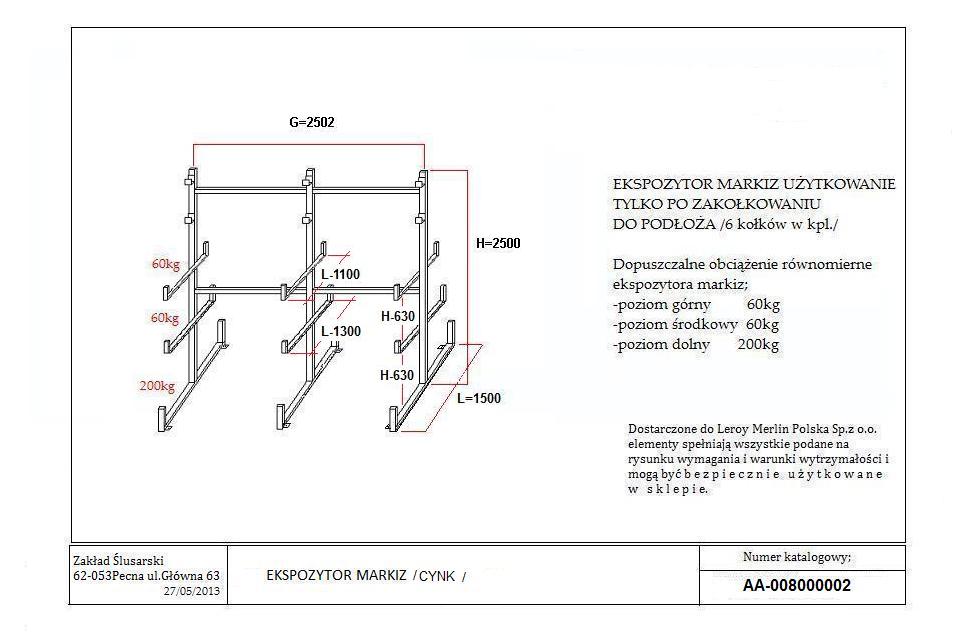 G=2502
H=2500
60kg
L-1100
60kg
H-630
L-1300
200kg
H-630
L=1500
EKSPOZYTOR MARKIZ UŻYTKOWANIE
TYLKO PO ZAKOŁKOWANIU
DO PODŁOŻA /6 kołków w kpl./
Dopuszczalne obciążenie równomierne
ekspozytora markiz;
-poziom górny 60kg
-poziom środkowy 60kg
-poziom dolny 200kg
Dostarczone do Leroy Merlin Polska Sp.z o.o.
elementy spełniają wszystkie podane na
rysunku wymagania i warunki wytrzymałości i
mogą być b e z p i e c z n i e u ż y t k o w a n e
w s k l e p i e.
Zakład Ślusarski
62-053Pecna ul.Główna 63
27/05/2013
EKSPOZYTOR MARKIZ /CYNK /
Numer katalogowy;
AA-008000002